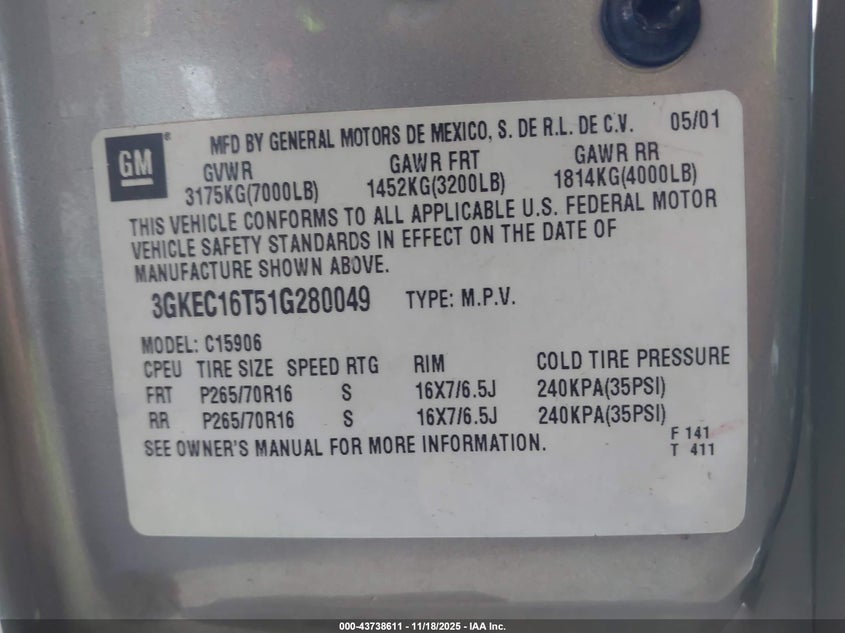 GM®
MFD BY GENERAL MOTORS DE MEXICO, S. DE R.L. DE C.V. 05/01
GVWR GAWR FRT GAWR RR
3175KG(7000LB) 1452KG(3200LB) 1814KG(4000LB)
THIS VEHICLE CONFORMS TO ALL APPLICABLE U.S. FEDERAL MOTOR
VEHICLE SAFETY STANDARDS IN EFFECT ON THE DATE OF
MANUFACTURE SHOWN ABOVE.
3GKEC16T51G280049 TYPE: M.P.V.
MODEL: C15906
CPEU TIRE SIZE SPEED RTG RIM COLD TIRE PRESSURE
FRT P265/70R16 S 16X7/6.5J 240KPA(35PSI)
RR P265/70R16 S 16X7/6.5J 240KPA(35PSI)
SEE OWNER'S MANUAL FOR MORE INFORMATION.
F 141
T 411
000-43738611 - 11/18/2025 - IAA Inc.